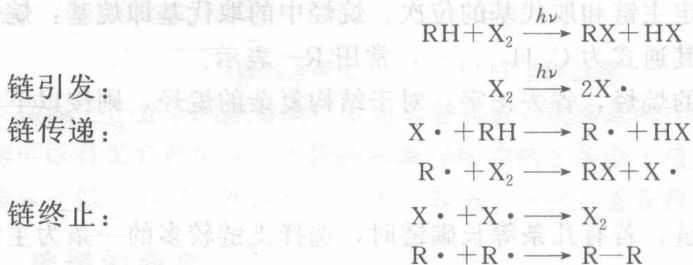 RH+X₂ —hν→ RX+HX
链引发： X₂ —hν→ 2X·
链传递： X·+RH ⟶ R·+HX
R·+X₂ ⟶ RX+X·
链终止： X·+X· ⟶ X₂
R·+R· ⟶ R—R